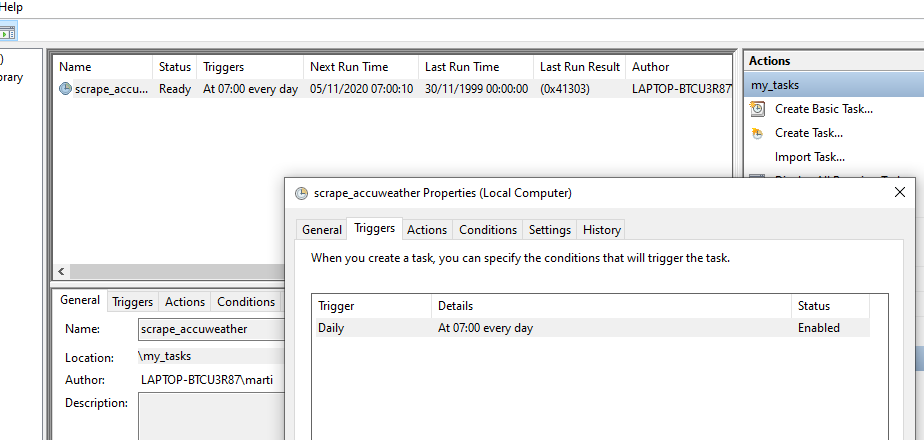 Help
)
brary
Name Status Triggers Next Run Time Last Run Time Last Run Result Author
scrape_accu... Ready At 07:00 every day 05/11/2020 07:00:10 30/11/1999 00:00:00 (0x41303) LAPTOP-BTCU3R87
Actions
my_tasks
Create Basic Task...
Create Task...
Import Task...
scrape_accuweather Properties (Local Computer)
General Triggers Actions Conditions Settings History
When you create a task, you can specify the conditions that will trigger the task.
Trigger Details Status
Daily At 07:00 every day Enabled
General Triggers Actions Conditions
Name: scrape_accuweather
Location: \my_tasks
Author: LAPTOP-BTCU3R87\marti
Description: